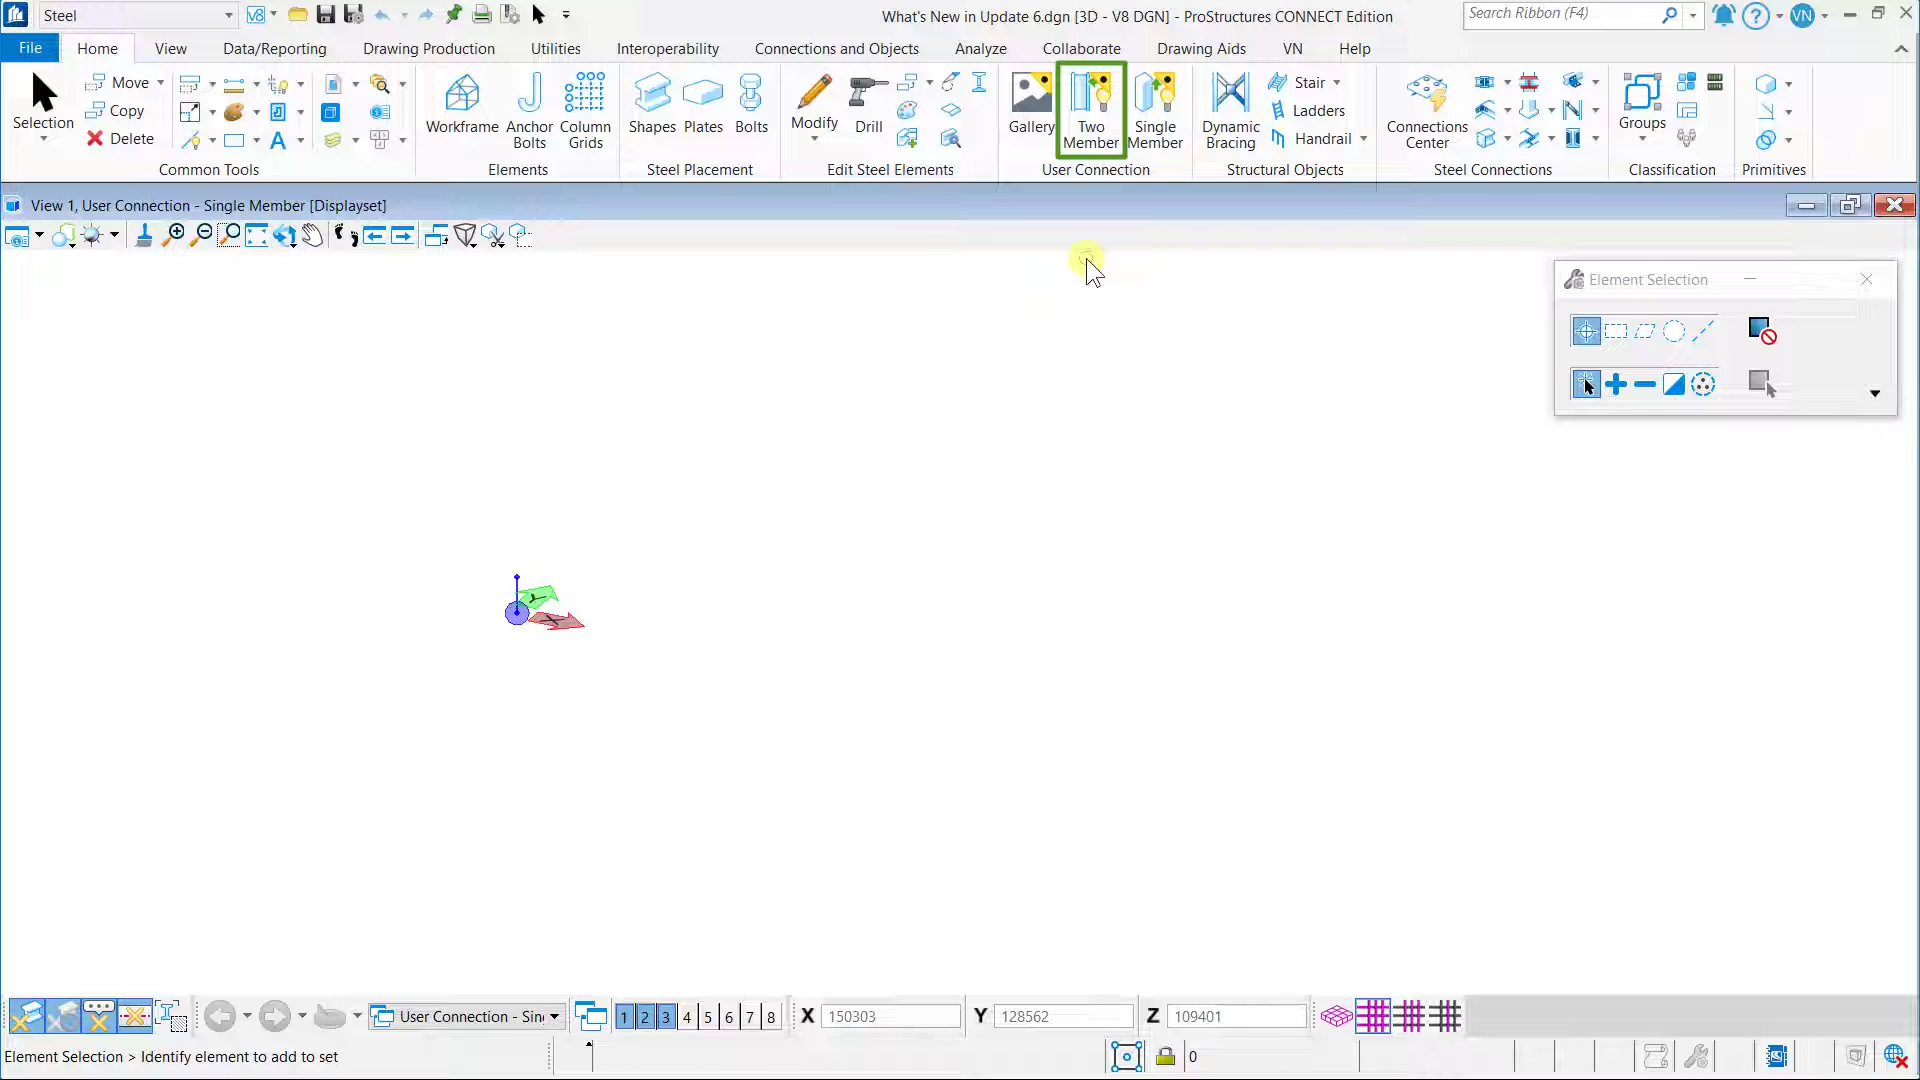 Steel
What's New in Update 6.dgn [3D - V8 DGN] - ProStructures CONNECT Edition
Search Ribbon (F4)
VN
File Home View Data/Reporting Drawing Production Utilities Interoperability Connections and Objects Analyze Collaborate Drawing Aids VN Help
Selection
Move
Copy
Delete
Common Tools
Workframe
Anchor Bolts
Column Grids
Elements
Shapes
Plates
Bolts
Steel Placement
Modify
Drill
Edit Steel Elements
Gallery
Two Member
Single Member
User Connection
Dynamic Bracing
Stair
Ladders
Handrail
Structural Objects
Connections Center
Steel Connections
Groups
Classification
Primitives
View 1, User Connection - Single Member [Displayset]
Element Selection
X
User Connection - Sin
1 2 3 4 5 6 7 8
X 150303
Y 128562
Z 109401
Element Selection > Identify element to add to set
0